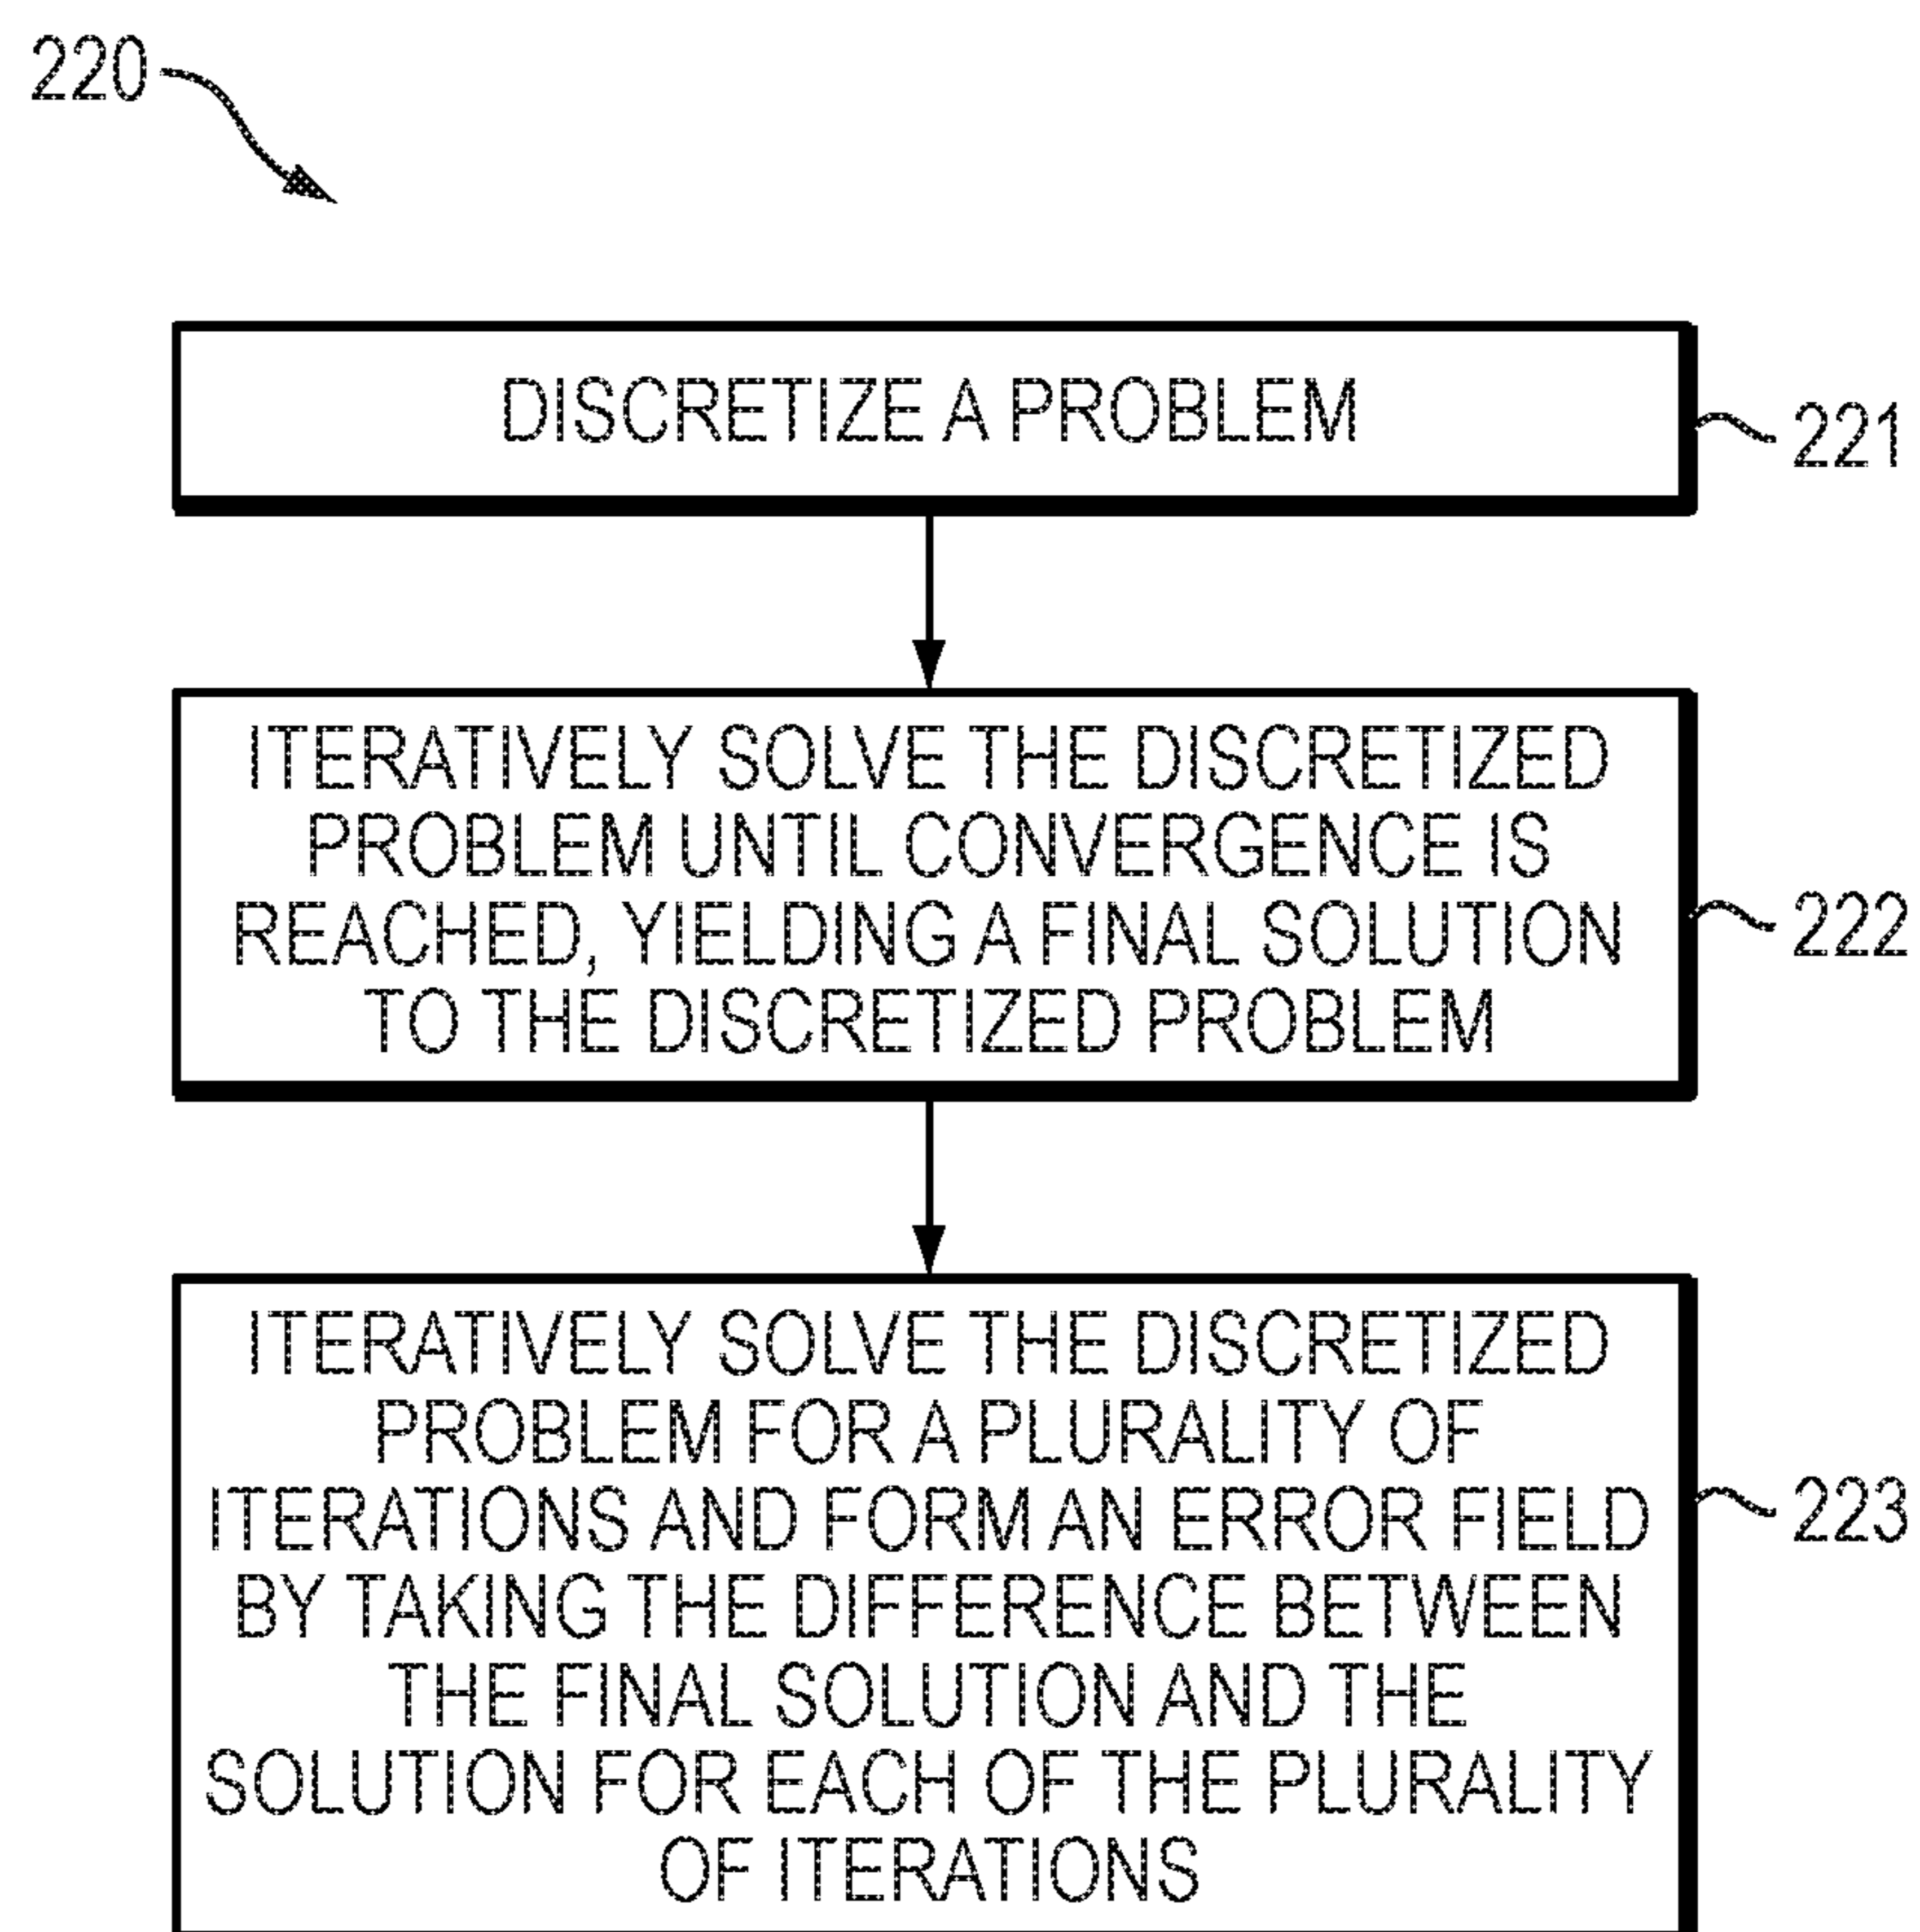 220
DISCRETIZE A PROBLEM
221
ITERATIVELY SOLVE THE DISCRETIZED
PROBLEM UNTIL CONVERGENCE IS
REACHED, YIELDING A FINAL SOLUTION
TO THE DISCRETIZED PROBLEM
222
ITERATIVELY SOLVE THE DISCRETIZED
PROBLEM FOR A PLURALITY OF
ITERATIONS AND FORM AN ERROR FIELD
BY TAKING THE DIFFERENCE BETWEEN
THE FINAL SOLUTION AND THE
SOLUTION FOR EACH OF THE PLURALITY
OF ITERATIONS
223